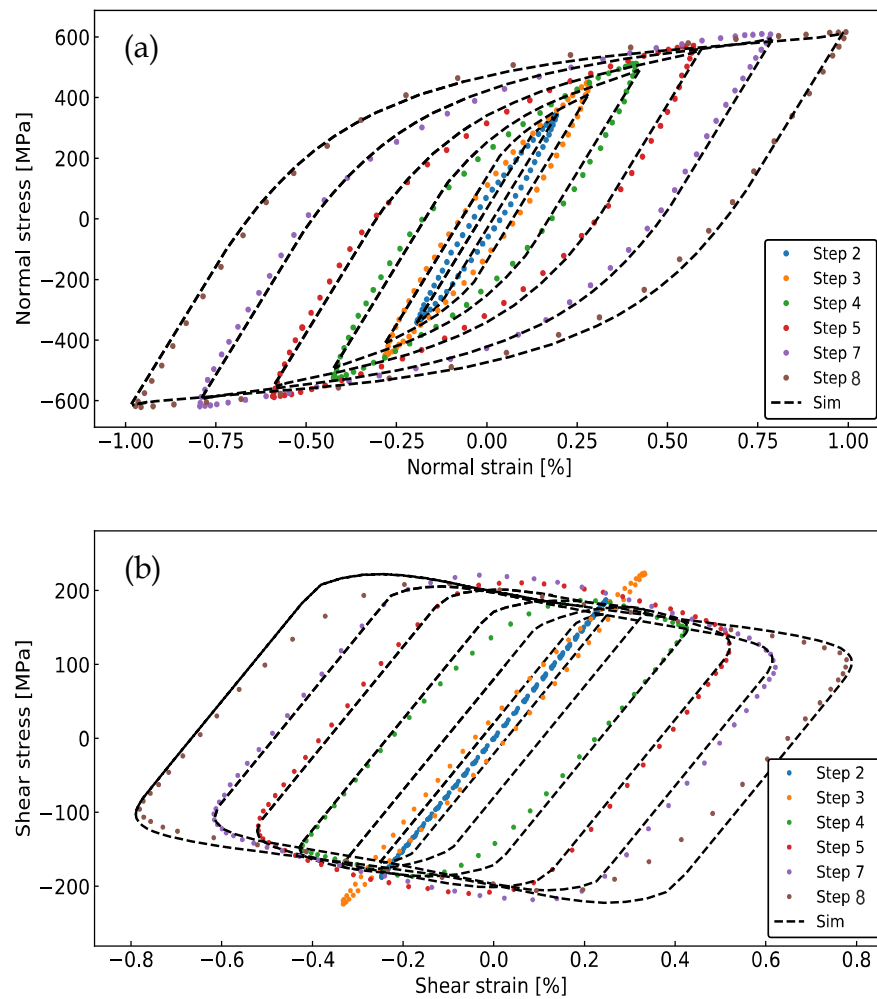 (a)
600
400
200
0
−200
−400
−600
Normal stress [MPa]
−1.00 −0.75 −0.50 −0.25 0.00 0.25 0.50 0.75 1.00
Normal strain [%]
Step 2
Step 3
Step 4
Step 5
Step 7
Step 8
Sim
(b)
200
100
0
−100
−200
Shear stress [MPa]
−0.8 −0.6 −0.4 −0.2 0.0 0.2 0.4 0.6 0.8
Shear strain [%]
Step 2
Step 3
Step 4
Step 5
Step 7
Step 8
Sim